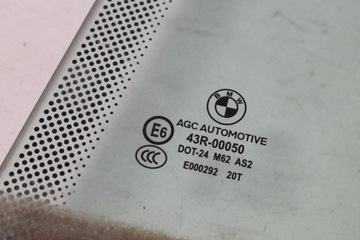 BMW
AGC AUTOMOTIVE
E6 43R-00050
CCC DOT-24 M62 AS2
E000292 20T